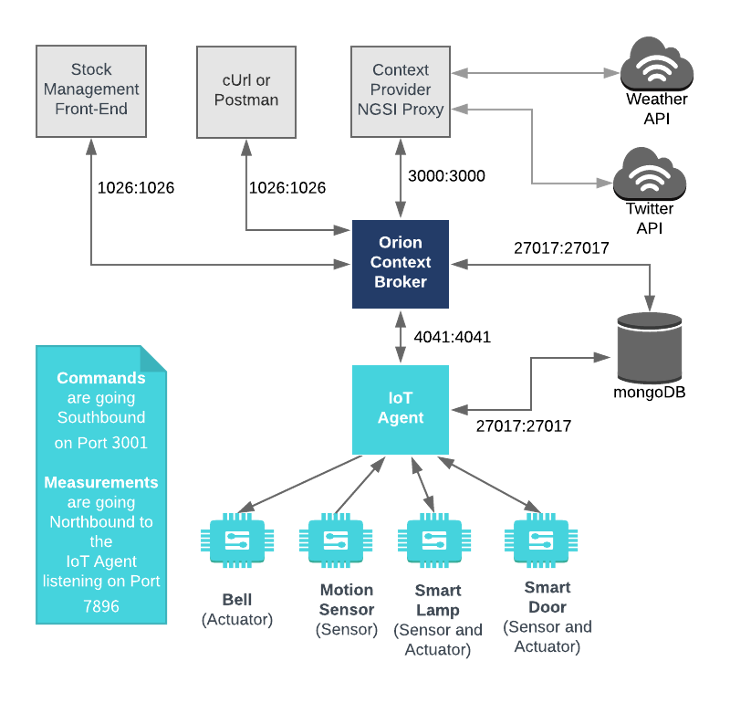 Stock
Management
Front-End
cUrl or
Postman
Context
Provider
NGSI Proxy
Weather
API
1026:1026
1026:1026
3000:3000
Twitter
API
Orion
Context
Broker
27017:27017
4041:4041
mongoDB
IoT
Agent
27017:27017
Commands
are going
Southbound
on Port 3001
Measurements
are going
Northbound to
the
IoT Agent
listening on Port
7896
Bell
(Actuator)
Motion
Sensor
(Sensor)
Smart
Lamp
(Sensor and
Actuator)
Smart
Door
(Sensor and
Actuator)